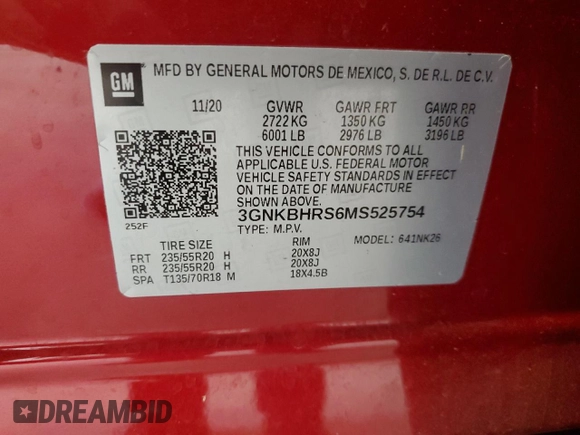 GM
MFD BY GENERAL MOTORS DE MEXICO, S. DE R.L. DE C.V.
11/20 GVWR GAWR FRT GAWR RR
2722 KG 1350 KG 1450 KG
6001 LB 2976 LB 3196 LB
THIS VEHICLE CONFORMS TO ALL
APPLICABLE U.S. FEDERAL MOTOR
VEHICLE SAFETY STANDARDS IN EFFECT
ON THE DATE OF MANUFACTURE
SHOWN ABOVE.
3GNKBHRS6MS525754
252F
TYPE: M.P.V. MODEL: 641NK26
TIRE SIZE RIM
FRT 235/55R20 H 20X8J
RR 235/55R20 H 20X8J
SPA T135/70R18 M 18X4.5B
DREAMBID